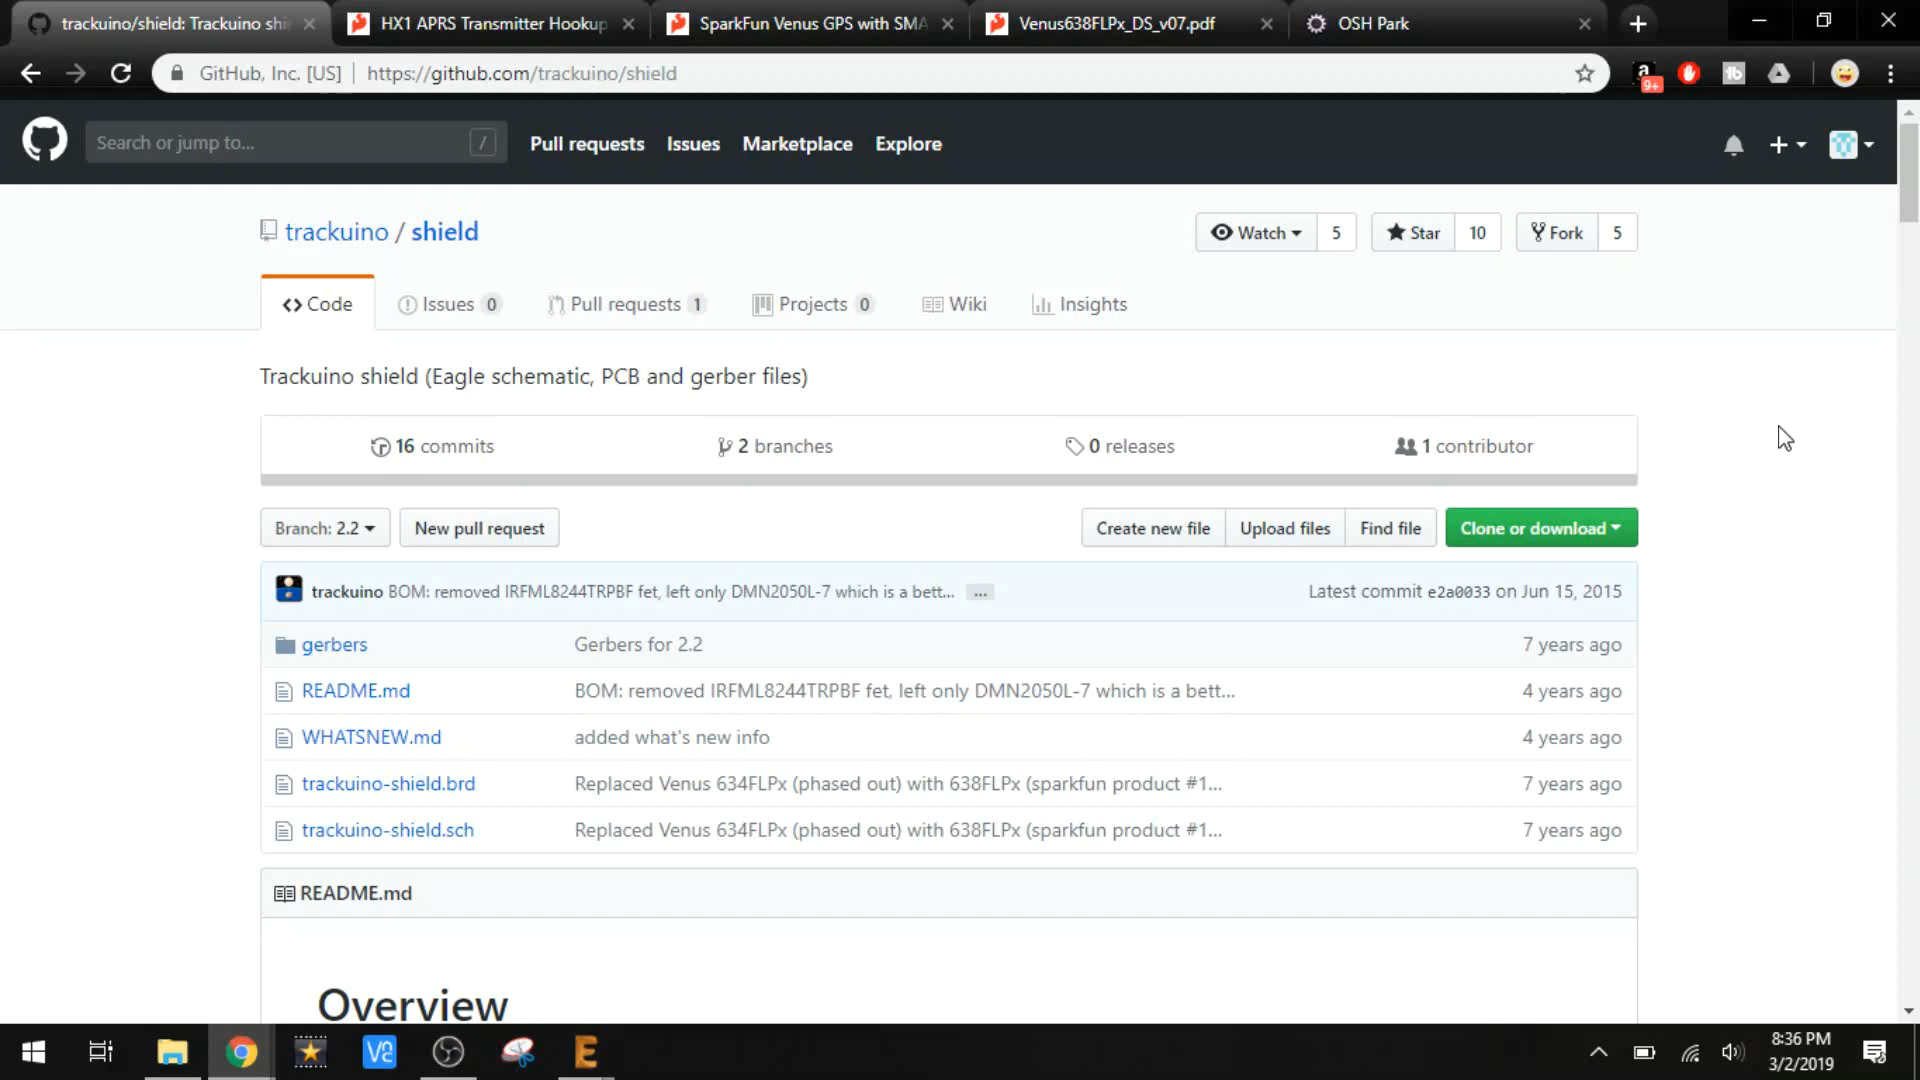 trackuino/shield: Trackuino shi
HX1 APRS Transmitter Hookup
SparkFun Venus GPS with SMA
Venus638FLPx_DS_v07.pdf
OSH Park
GitHub, Inc. [US]
https://github.com/trackuino/shield
a
9+
Search or jump to...
/
Pull requests
Issues
Marketplace
Explore
trackuino / shield
Watch
5
Star
10
Fork
5
Code
Issues 0
Pull requests 1
Projects 0
Wiki
Insights
Trackuino shield (Eagle schematic, PCB and gerber files)
16 commits
2 branches
0 releases
1 contributor
Branch: 2.2
New pull request
Create new file
Upload files
Find file
Clone or download
trackuino BOM: removed IRFML8244TRPBF fet, left only DMN2050L-7 which is a bett...
...
Latest commit e2a0033 on Jun 15, 2015
gerbers
Gerbers for 2.2
7 years ago
README.md
BOM: removed IRFML8244TRPBF fet, left only DMN2050L-7 which is a bett...
4 years ago
WHATSNEW.md
added what's new info
4 years ago
trackuino-shield.brd
Replaced Venus 634FLPx (phased out) with 638FLPx (sparkfun product #1...
7 years ago
trackuino-shield.sch
Replaced Venus 634FLPx (phased out) with 638FLPx (sparkfun product #1...
7 years ago
README.md
Overview
E
8:36 PM
3/2/2019